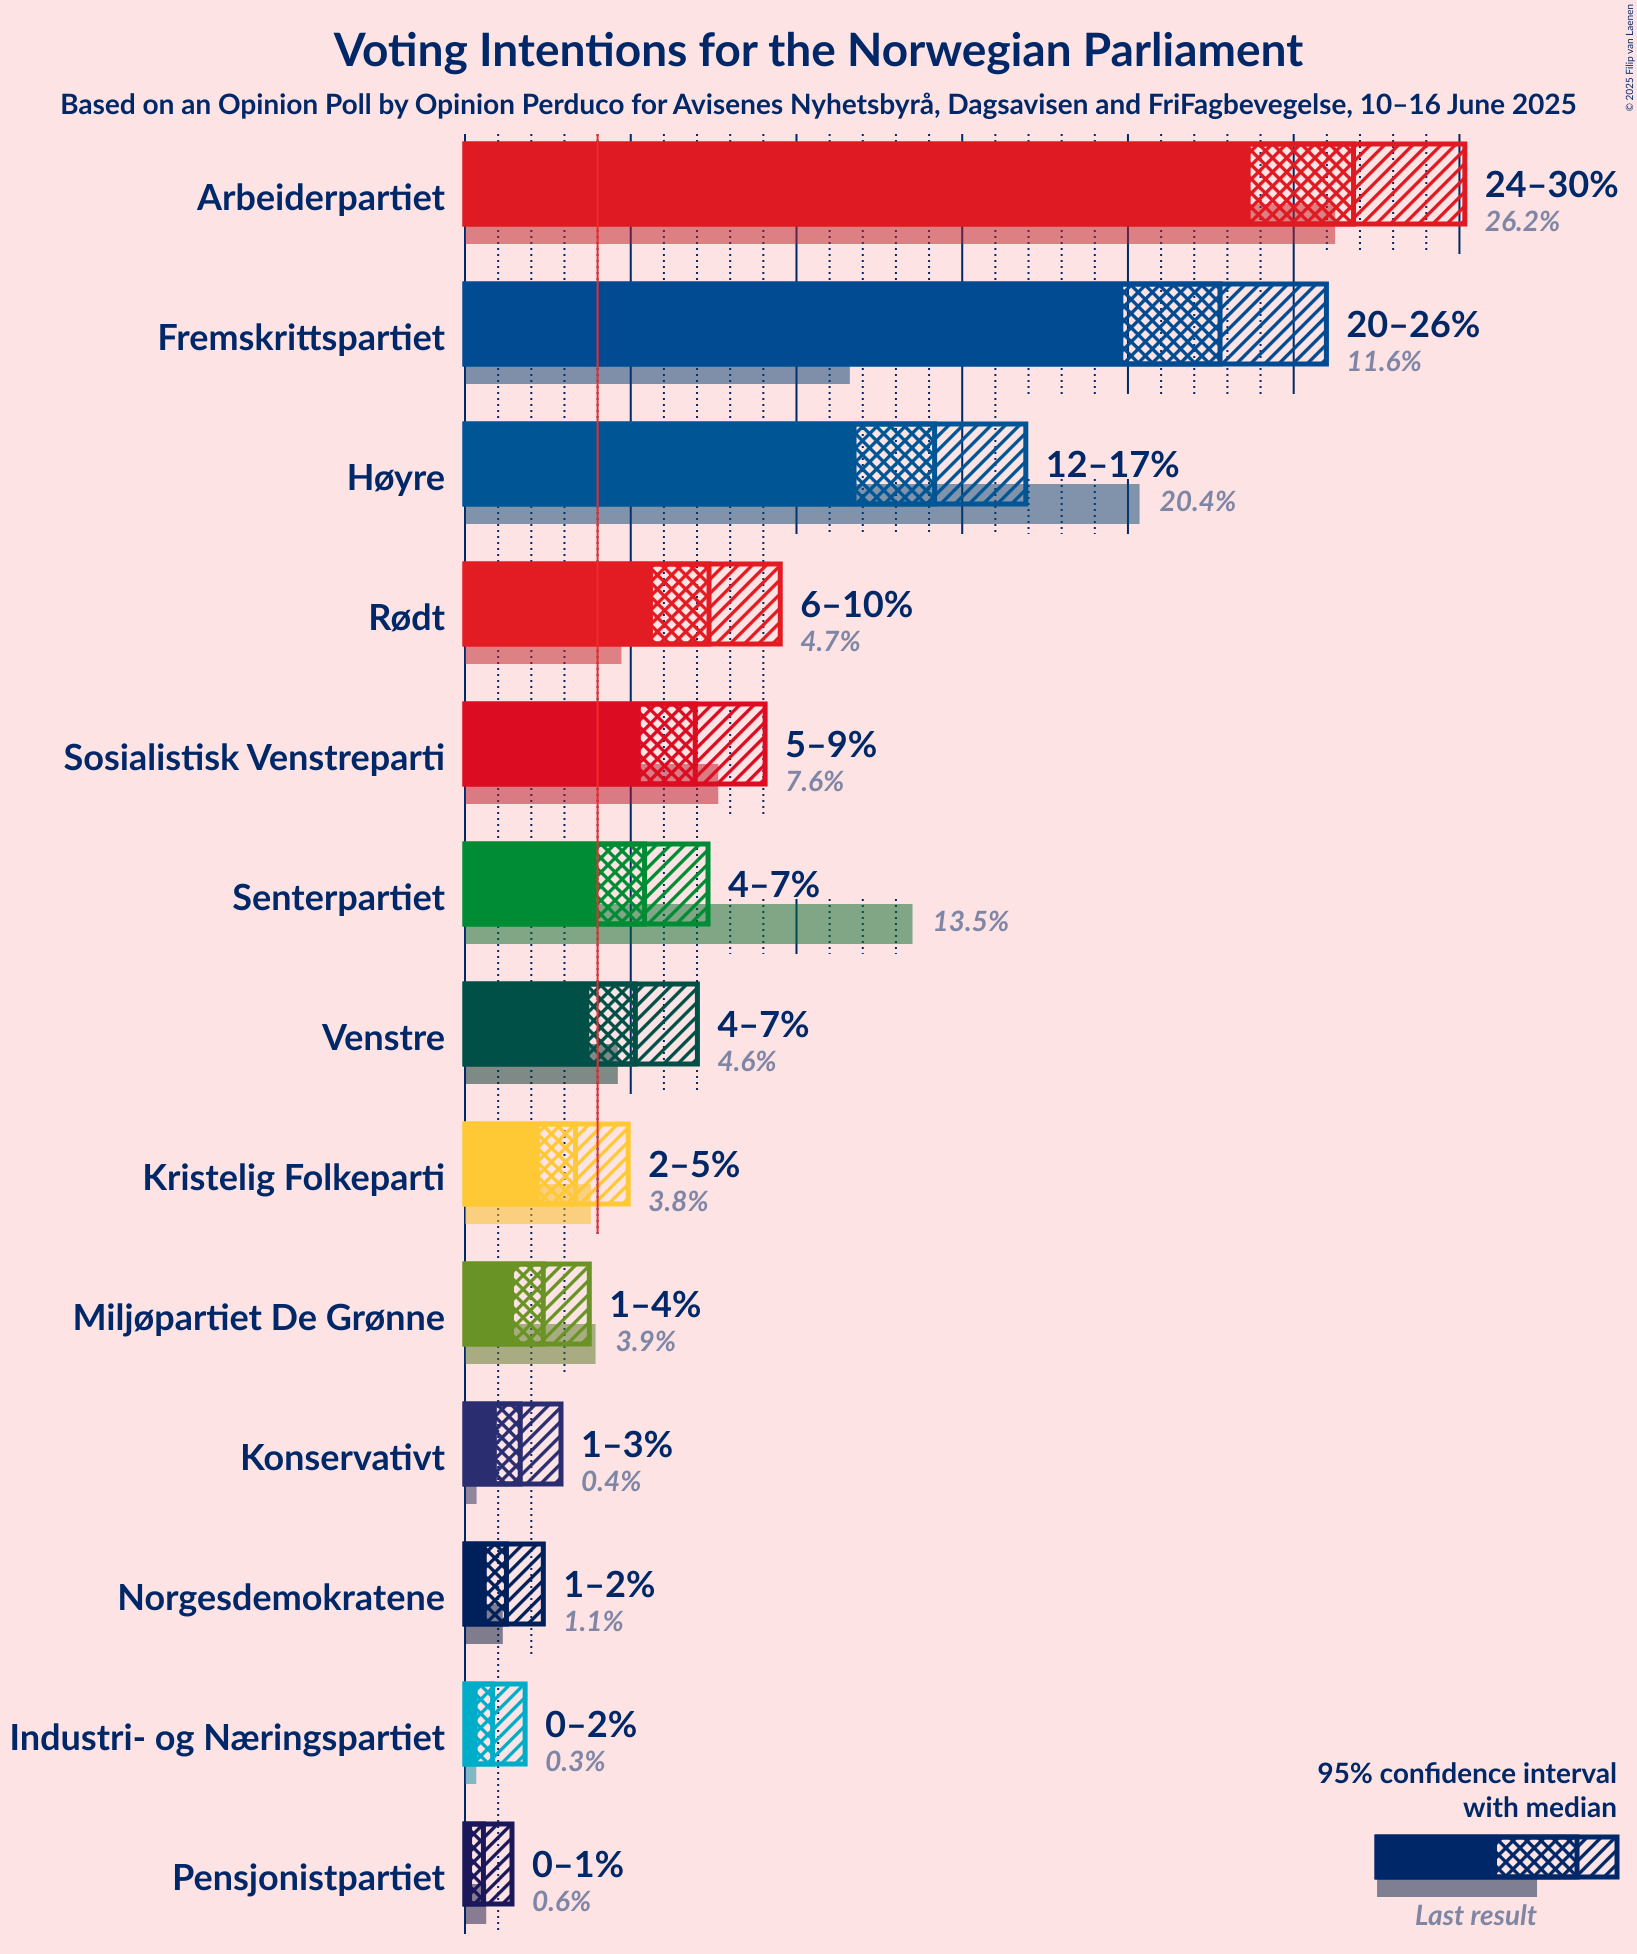 Voting Intentions for the Norwegian Parliament
Based on an Opinion Poll by Opinion Perduco for Avisenes Nyhetsbyrå, Dagsavisen and FriFagbevegelse, 10–16 June 2025
© 2025 Filip van Laenen
Arbeiderpartiet
24–30%
26.2%
Fremskrittspartiet
20–26%
11.6%
Høyre
12–17%
20.4%
Rødt
6–10%
4.7%
Sosialistisk Venstreparti
5–9%
7.6%
Senterpartiet
4–7%
13.5%
Venstre
4–7%
4.6%
Kristelig Folkeparti
2–5%
3.8%
Miljøpartiet De Grønne
1–4%
3.9%
Konservativt
1–3%
0.4%
Norgesdemokratene
1–2%
1.1%
Industri- og Næringspartiet
0–2%
0.3%
Pensjonistpartiet
0–1%
0.6%
95% confidence interval
with median
Last result